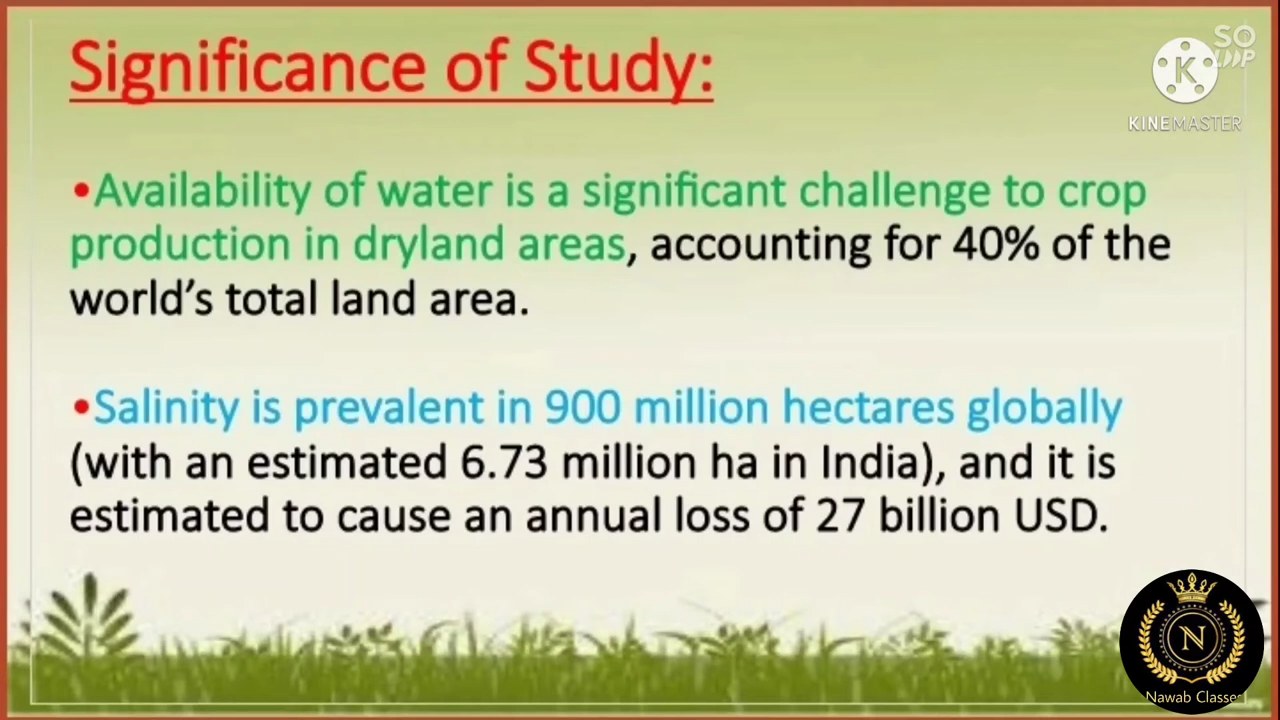 Significance of Study:
SO
LOOP
K
KINEMASTER
•Availability of water is a significant challenge to crop
production in dryland areas, accounting for 40% of the
world’s total land area.
•Salinity is prevalent in 900 million hectares globally
(with an estimated 6.73 million ha in India), and it is
estimated to cause an annual loss of 27 billion USD.
N
Nawab Classes